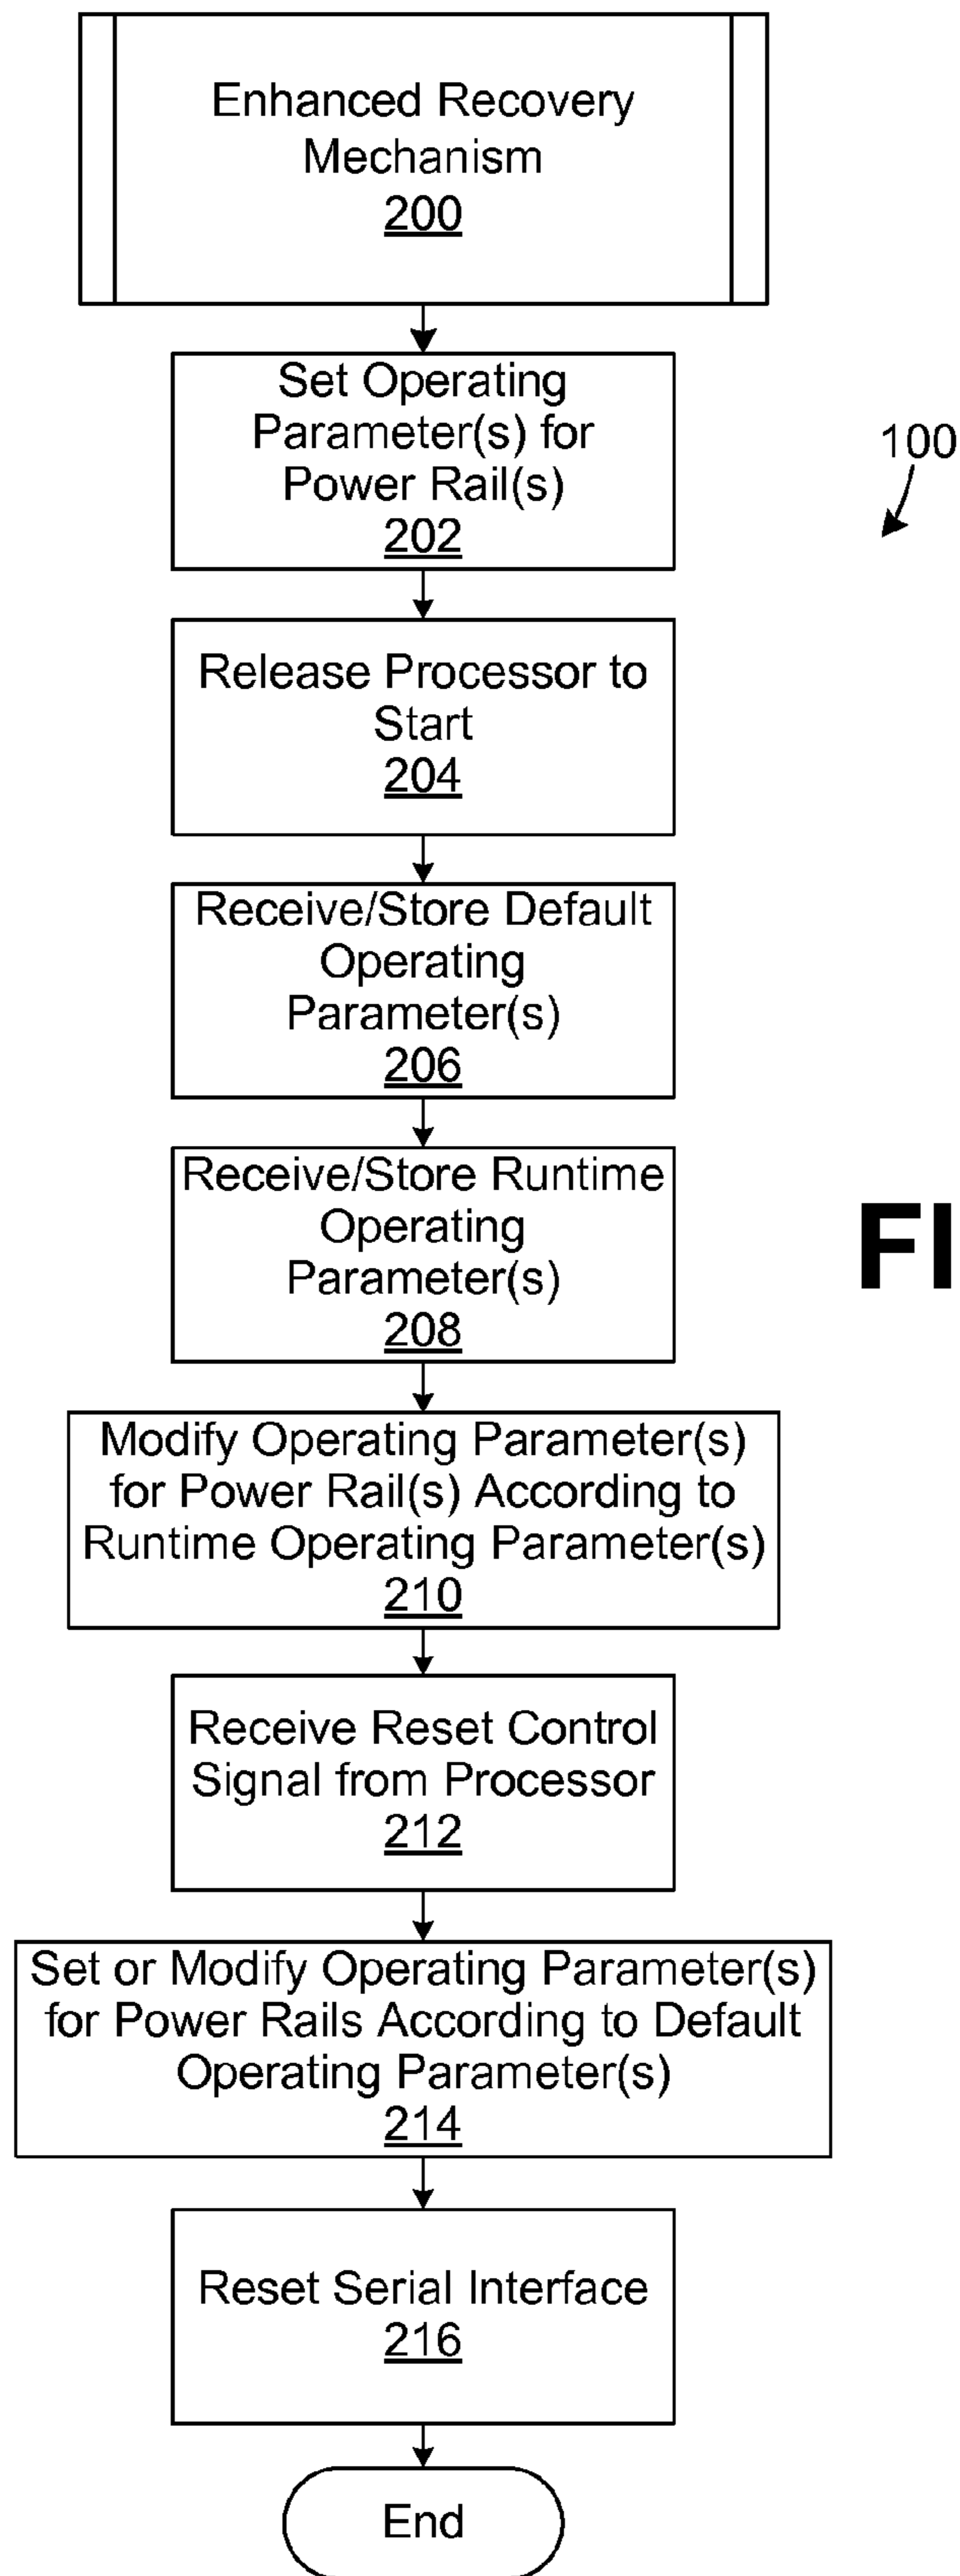 Enhanced Recovery
Mechanism
200
Set Operating
Parameter(s) for
Power Rail(s)
202
100
Release Processor to
Start
204
Receive/Store Default
Operating
Parameter(s)
206
Receive/Store Runtime
Operating
Parameter(s)
208
FI
Modify Operating Parameter(s)
for Power Rail(s) According to
Runtime Operating Parameter(s)
210
Receive Reset Control
Signal from Processor
212
Set or Modify Operating Parameter(s)
for Power Rails According to Default
Operating Parameter(s)
214
Reset Serial Interface
216
End